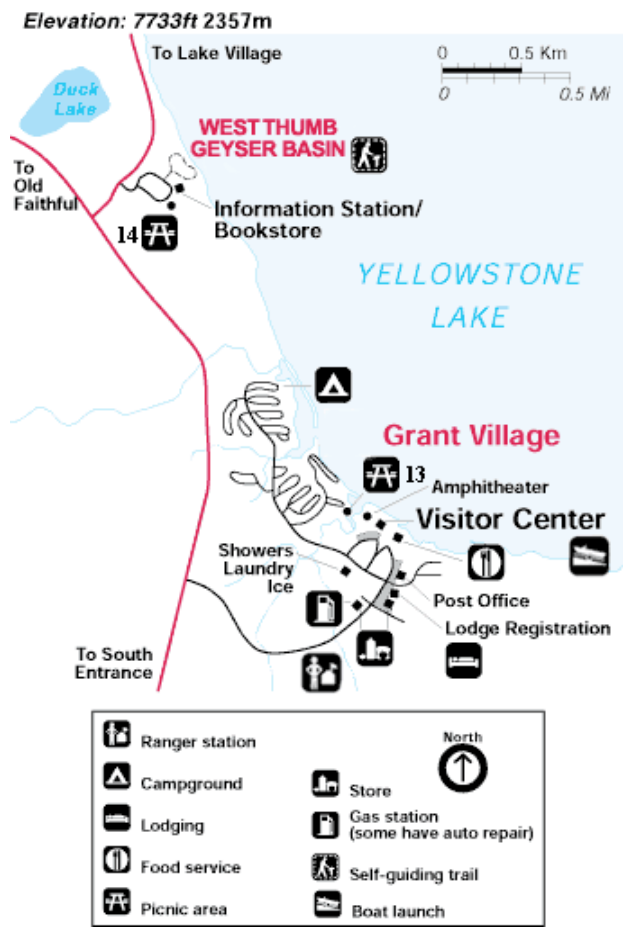 Elevation: 7733ft 2357m
To Lake Village
0 0.5 Km
0 0.5 Mi
Duck
Lake
WEST THUMB
GEYSER BASIN
To
Old
Faithful
Information Station/
Bookstore
14
YELLOWSTONE
LAKE
Grant Village
13
Amphitheater
Visitor Center
Showers
Laundry
Ice
Post Office
Lodge Registration
To South
Entrance
Ranger station
Campground
Lodging
Food service
Picnic area
North
Store
Gas station
(some have auto repair)
Self-guiding trail
Boat launch